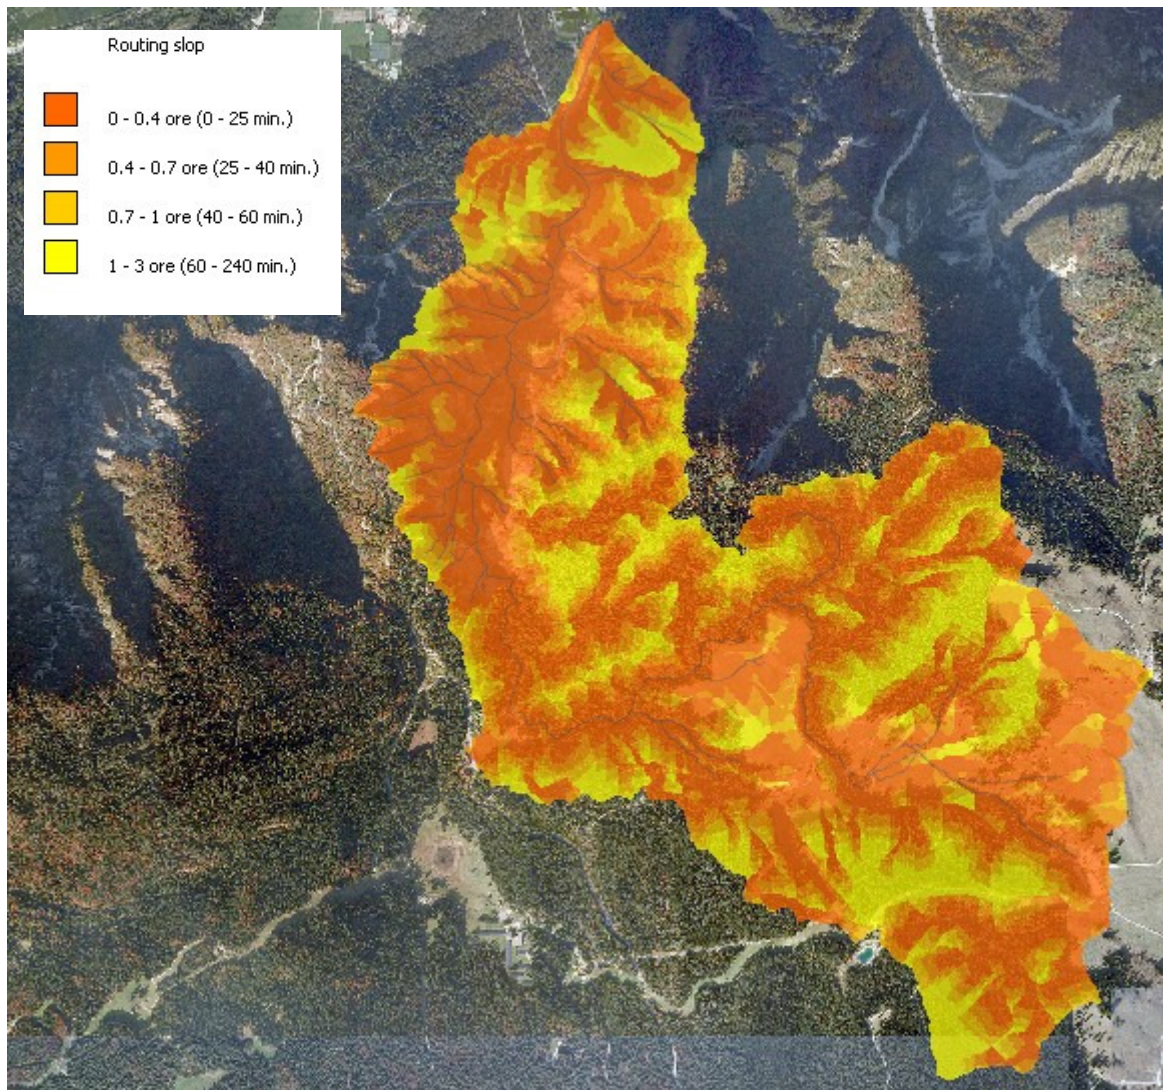 Routing slop
0 - 0.4 ore (0 - 25 min.)
0.4 - 0.7 ore (25 - 40 min.)
0.7 - 1 ore (40 - 60 min.)
1 - 3 ore (60 - 240 min.)